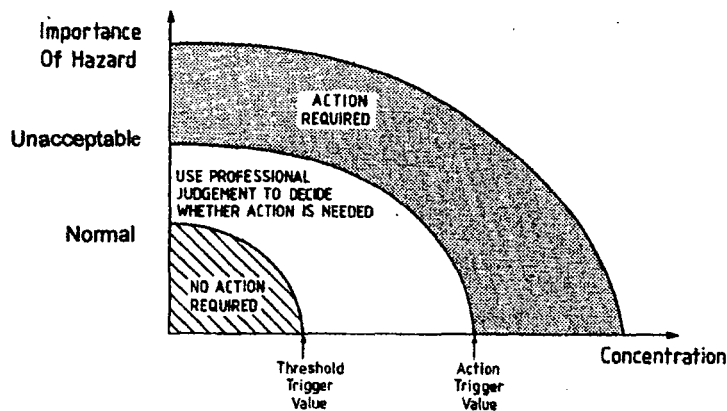 Importance
Of Hazard
ACTION
REQUIRED
Unacceptable
USE PROFESSIONAL
JUDGEMENT TO DECIDE
WHETHER ACTION IS NEEDED
Normal
NO ACTION
REQUIRED
Concentration
Threshold
Trigger
Value
Action
Trigger
Value